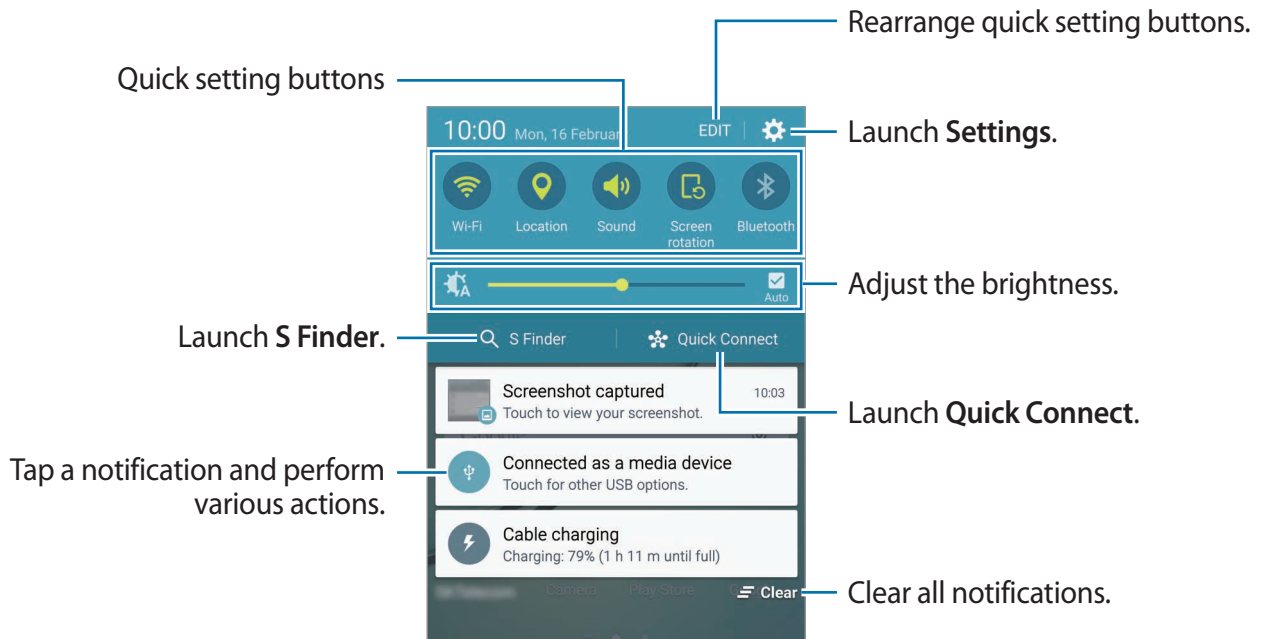 Rearrange quick setting buttons.
Quick setting buttons
10:00 Mon, 16 Februar
EDIT
Launch Settings.
Wi-Fi
Location
Sound
Screen
rotation
Bluetooth
A
Auto
Adjust the brightness.
Launch S Finder.
S Finder
Quick Connect
Screenshot captured
10:03
Touch to view your screenshot.
Launch Quick Connect.
Tap a notification and perform
various actions.
Connected as a media device
Touch for other USB options.
Cable charging
Charging: 79% (1 h 11 m until full)
Camera
Play Store
Clear
Clear all notifications.